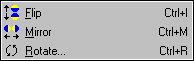 Flip Ctrl+I
Mirror Ctrl+M
Rotate... Ctrl+R